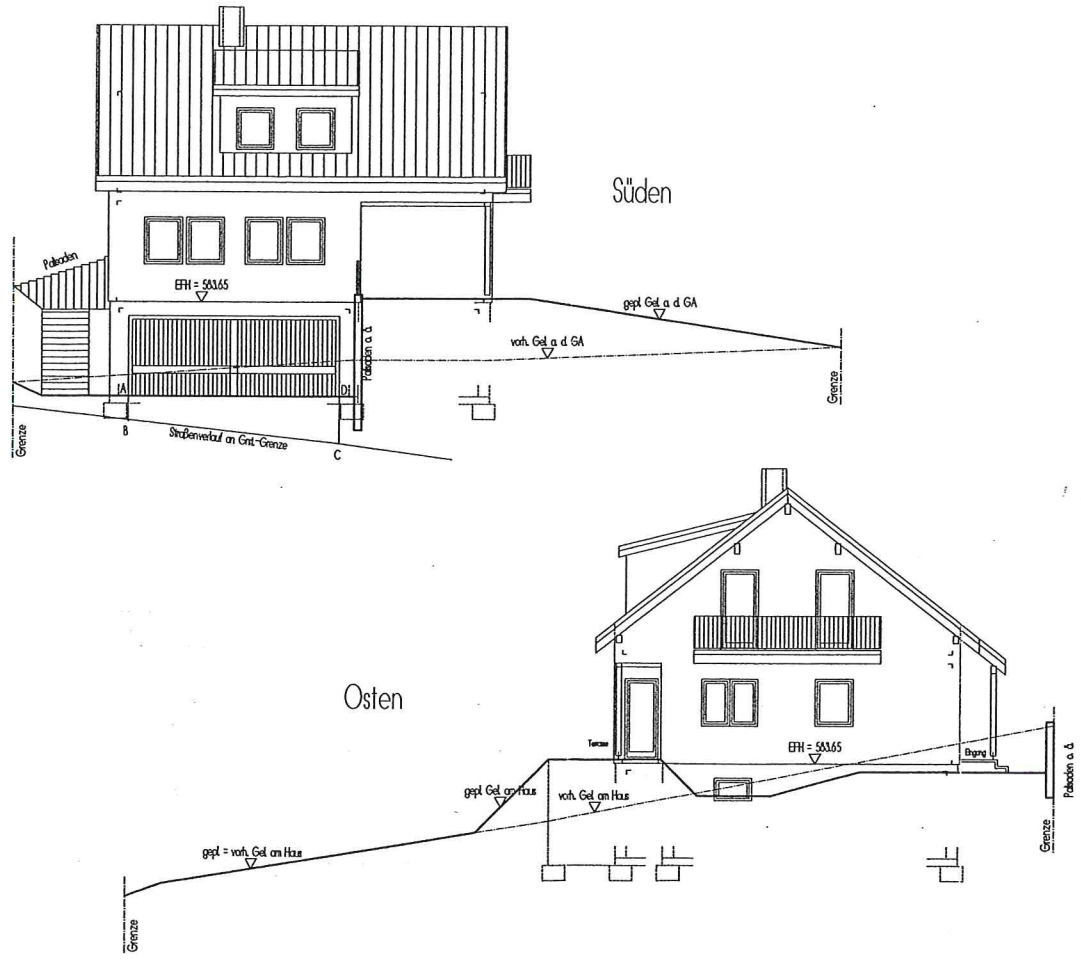 Süden
Palisaden
EFH = 583.65
gepl. Gel. a. d. GA
vorh. Gel. a. d. GA
Palisaden o. ä.
A
D
B
C
Straßenverlauf an Grst.-Grenze
Grenze
Grenze
Osten
Terrasse
EFH = 583.65
Eingang
Palisaden o. ä.
gepl. Gel. am Haus
vorh. Gel. am Haus
gepl. = vorh. Gel. am Haus
Grenze
Grenze